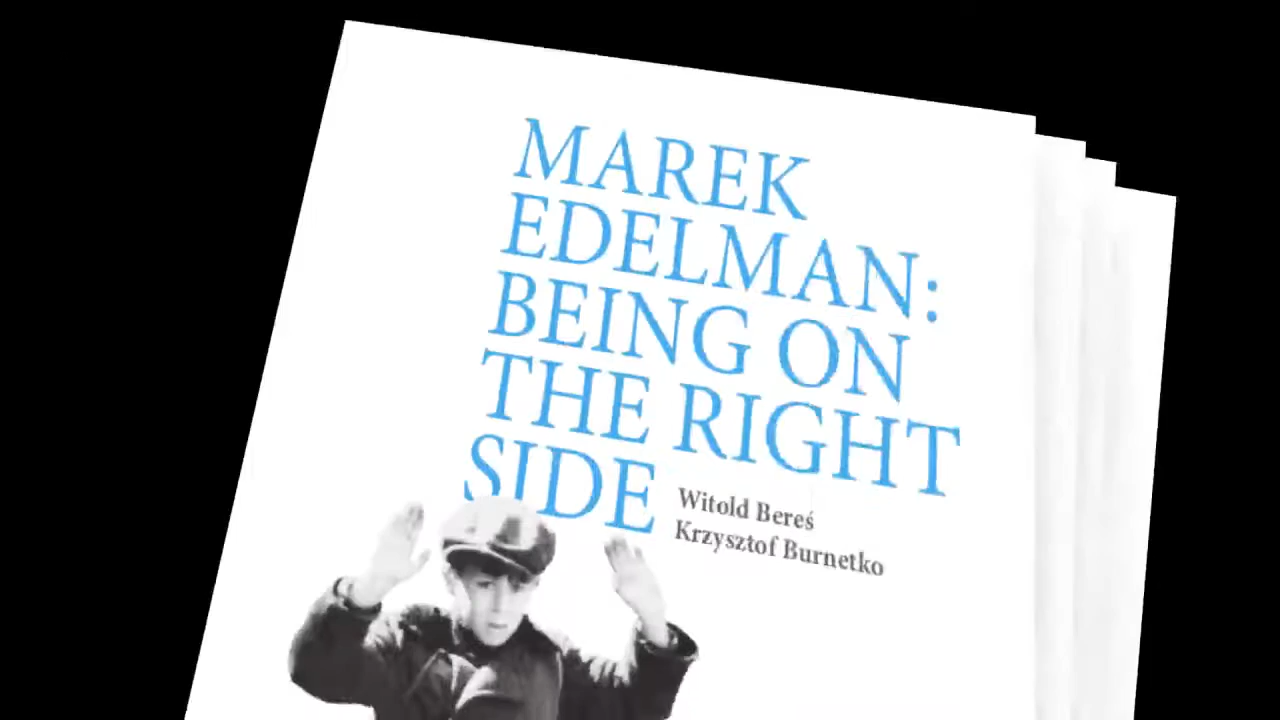 MAREK
EDELMAN:
BEING ON
THE RIGHT
SIDE
Witold Bereś
Krzysztof Burnetko